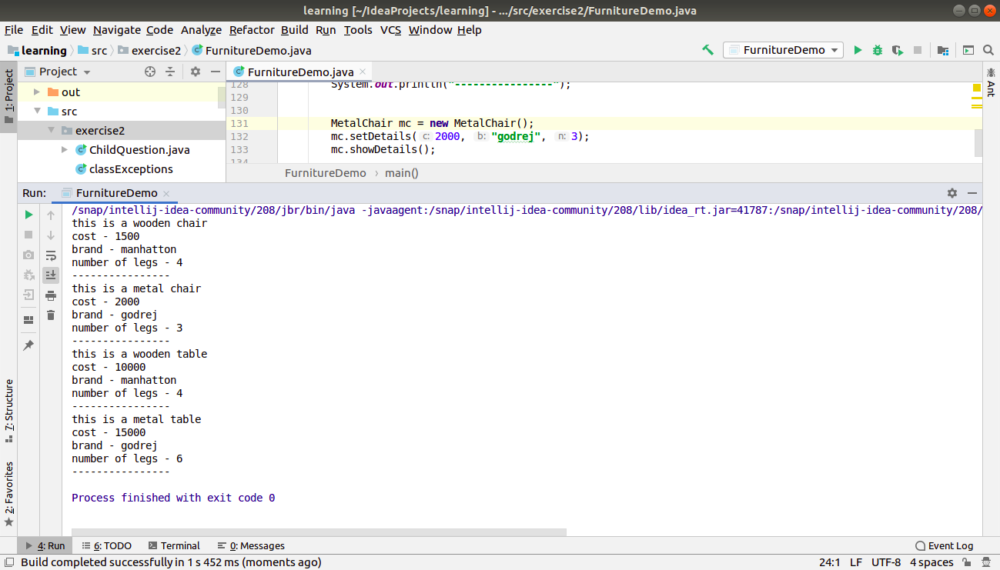 learning [~/IdeaProjects/learning] - .../src/exercise2/FurnitureDemo.java
File Edit View Navigate Code Analyze Refactor Build Run Tools VCS Window Help
learning src exercise2 FurnitureDemo.java FurnitureDemo
1: Project
Project
out
src
exercise2
ChildQuestion.java
classExceptions
FurnitureDemo.java
128 System.out.println("----------------");
129
130
131 MetalChair mc = new MetalChair();
132 mc.setDetails( c: 2000, b: "godrej", n: 3);
133 mc.showDetails();
134
FurnitureDemo › main()
Ant
Run: FurnitureDemo
/snap/intellij-idea-community/208/jbr/bin/java -javaagent:/snap/intellij-idea-community/208/lib/idea_rt.jar=41787:/snap/intellij-idea-community/208/
this is a wooden chair
cost - 1500
brand - manhatton
number of legs - 4
----------------
this is a metal chair
cost - 2000
brand - godrej
number of legs - 3
----------------
this is a wooden table
cost - 10000
brand - manhatton
number of legs - 4
----------------
this is a metal table
cost - 15000
brand - godrej
number of legs - 6
----------------
Process finished with exit code 0
7: Structure
2: Favorites
4: Run 6: TODO Terminal 0: Messages Event Log
Build completed successfully in 1 s 452 ms (moments ago) 24:1 LF UTF-8 4 spaces